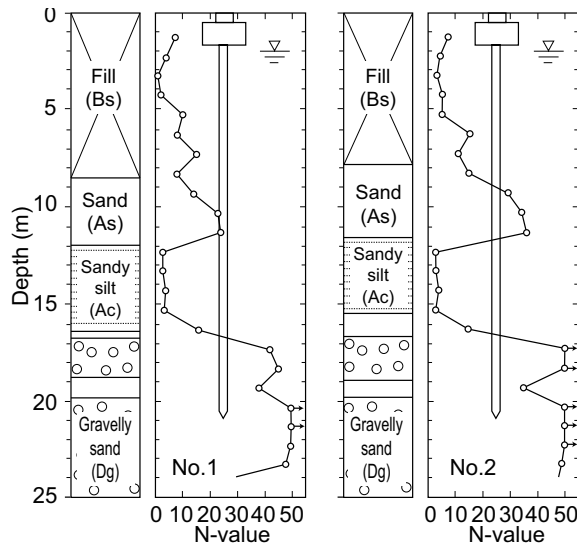 Depth (m)
0
5
10
15
20
25
Fill
(Bs)
Sand
(As)
Sandy
silt
(Ac)
Gravelly
sand
(Dg)
No.1
0 10 20 30 40 50
N-value
Fill
(Bs)
Sand
(As)
Sandy
silt
(Ac)
Gravelly
sand
(Dg)
No.2
0 10 20 30 40 50
N-value